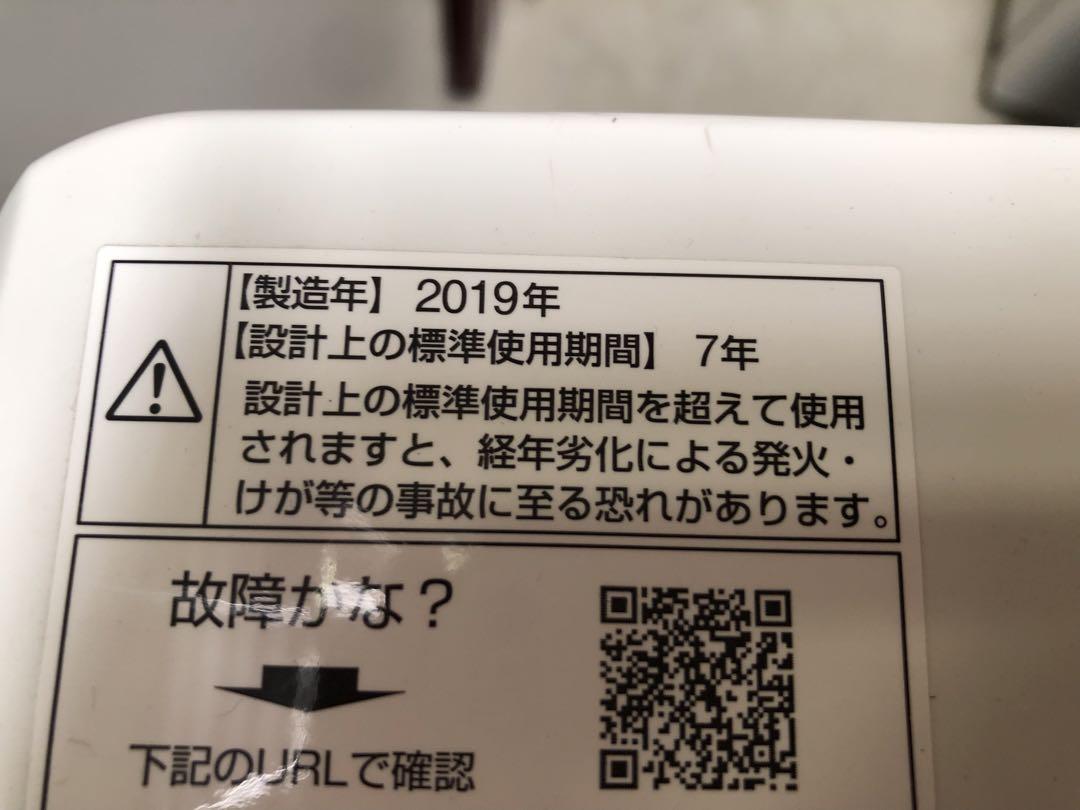 【製造年】 2019年
【設計上の標準使用期間】 7年
設計上の標準使用期間を超えて使用
されますと、経年劣化による発火・
けが等の事故に至る恐れがあります。
故障かな？
下記のURLで確認